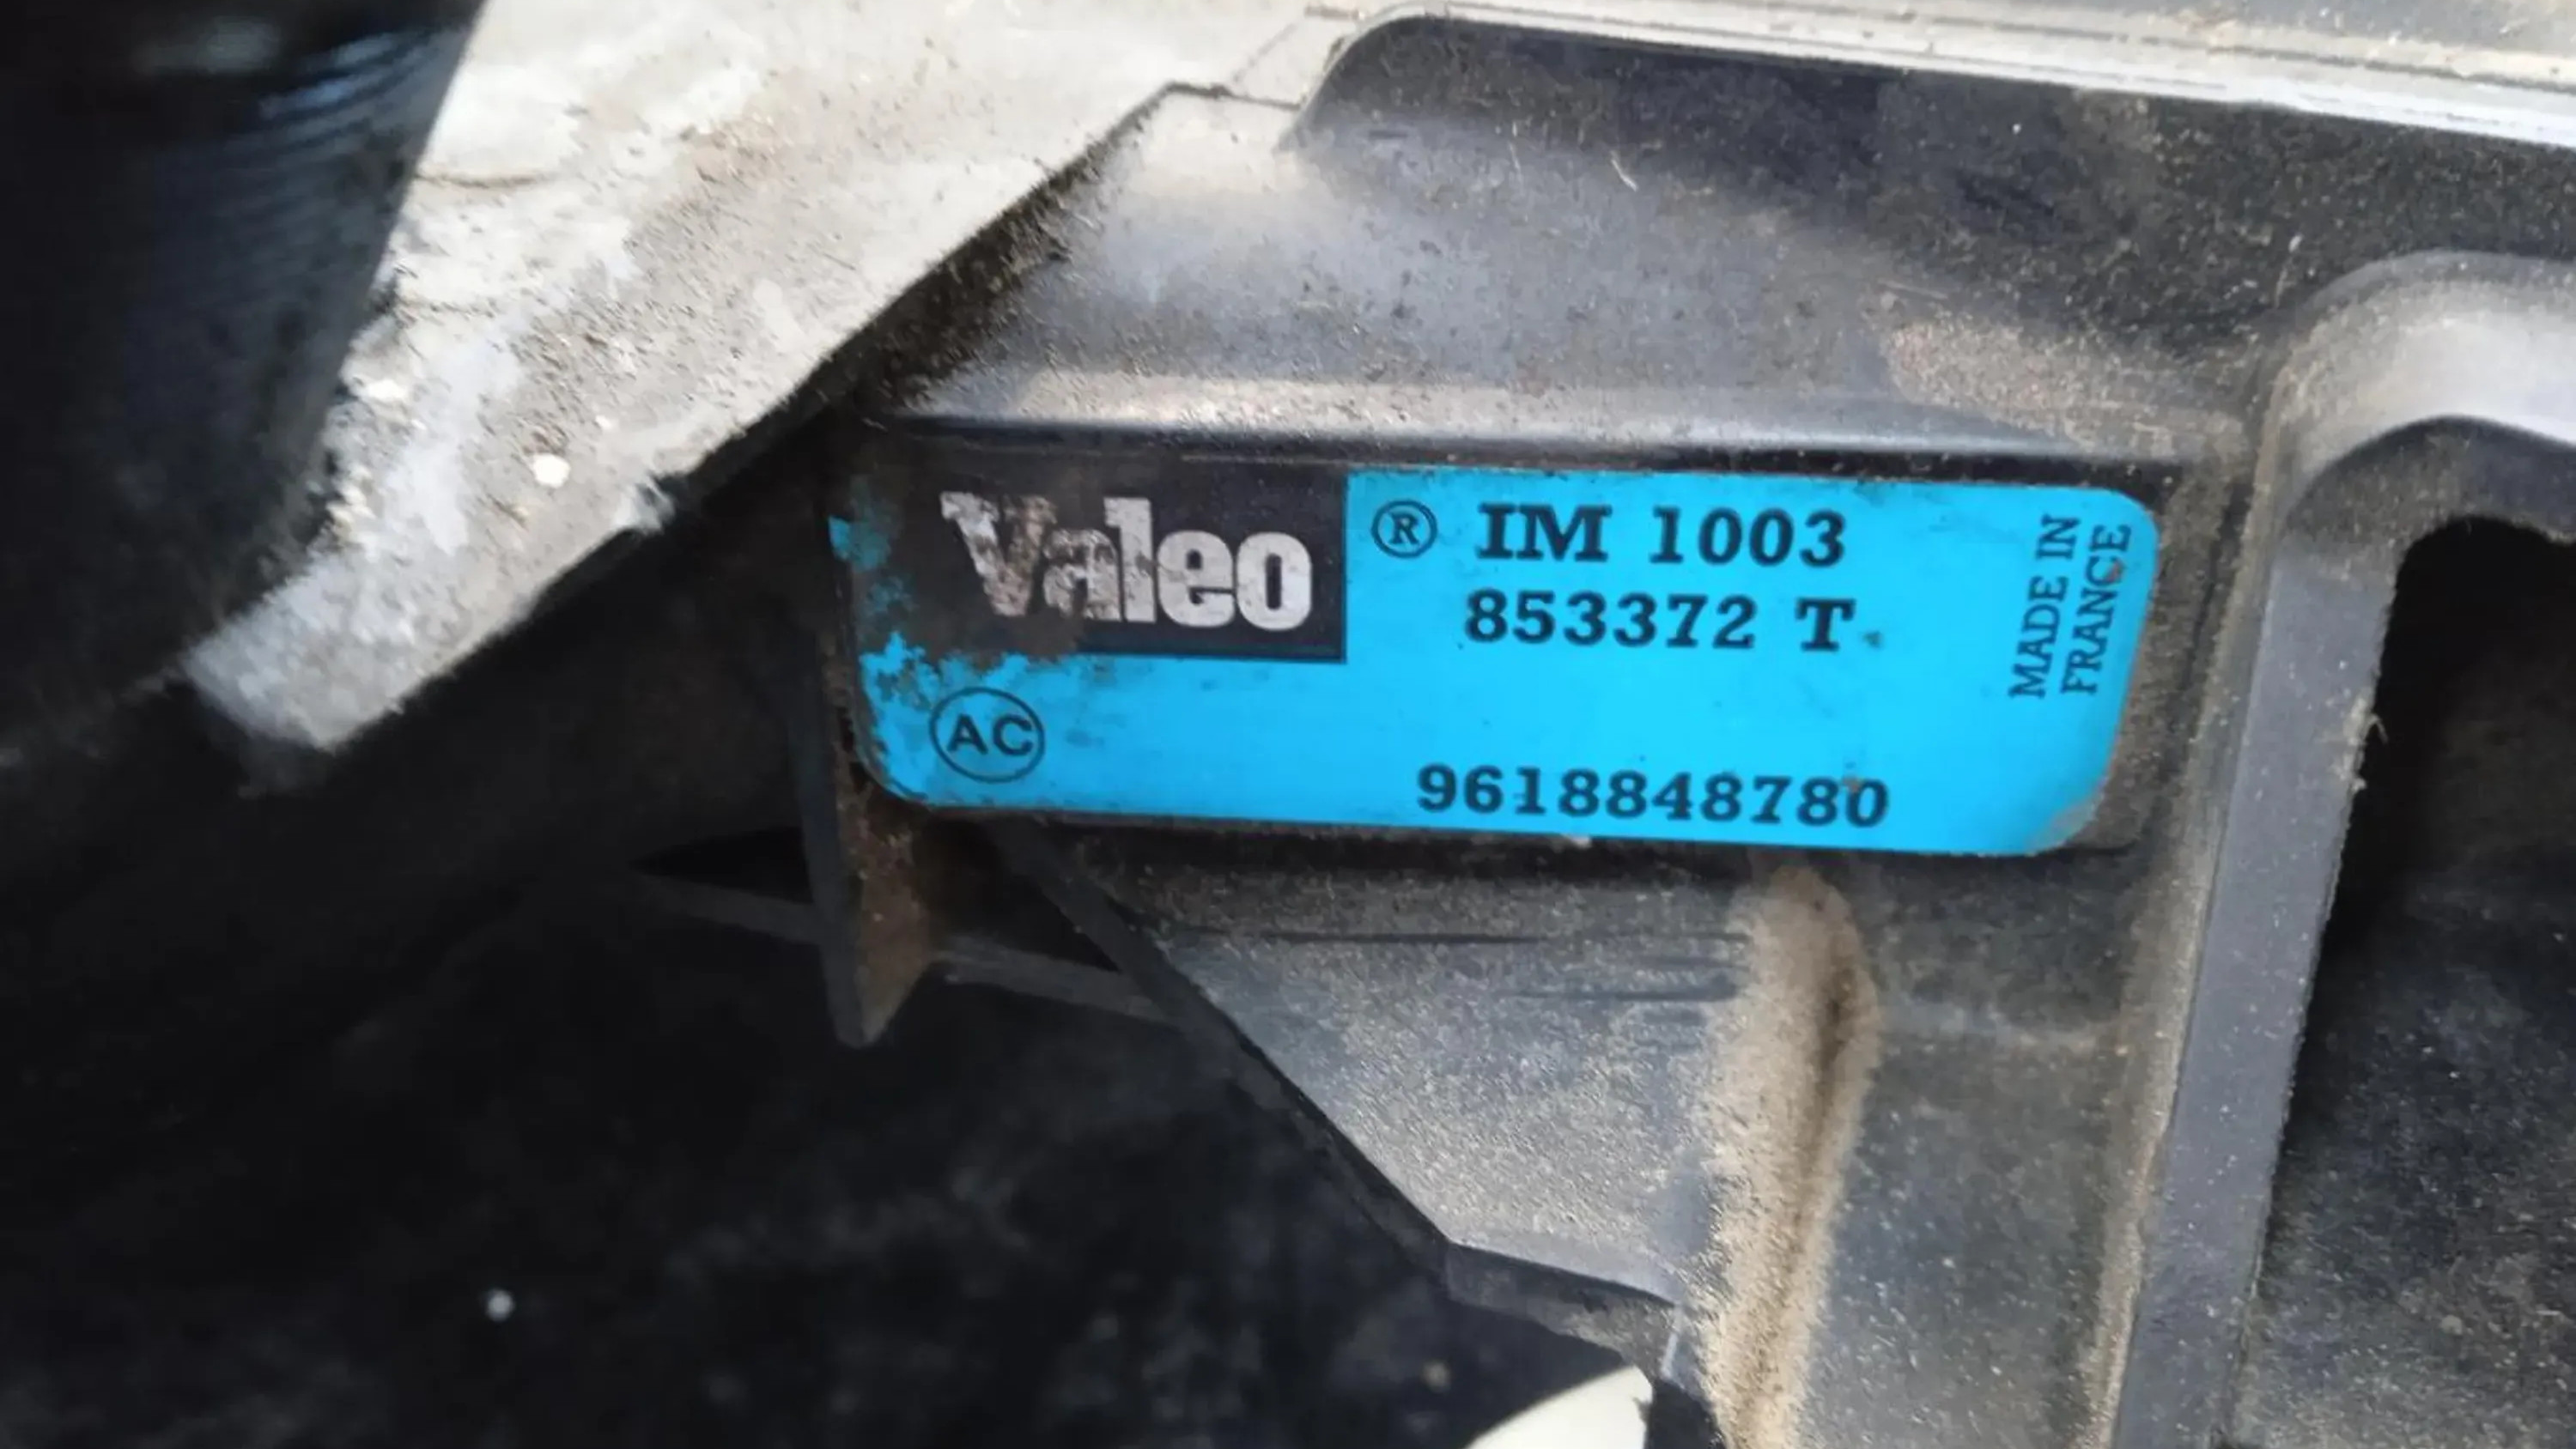 Valeo ® IM 1003
853372 T
MADE IN
FRANCE
AC
9618848780